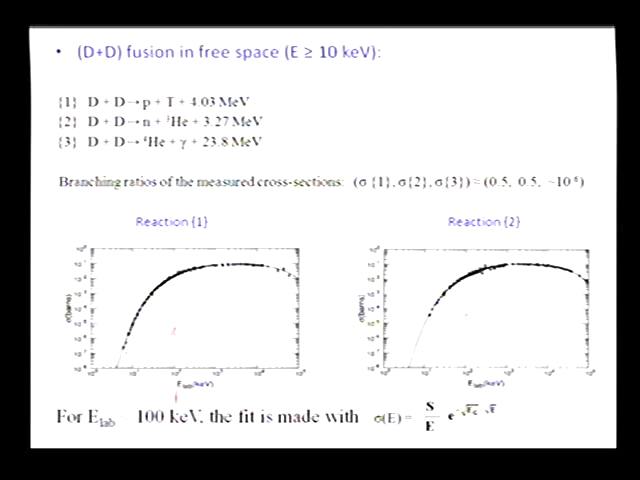 • (D+D) fusion in free space (E ≥ 10 keV):
{1} D + D → p + T + 4.03 MeV
{2} D + D → n + ³He + 3.27 MeV
{3} D + D → ⁴He + γ + 23.8 MeV
Branching ratios of the measured cross-sections: (σ{1}, σ{2}, σ{3}) ≈ (0.5, 0.5, ~10⁻⁶)
Reaction {1} Reaction {2}
σ(barns) σ(barns)
E_lab(keV) E_lab(keV)
For E_lab 100 keV, the fit is made with σ(E) = S/E e